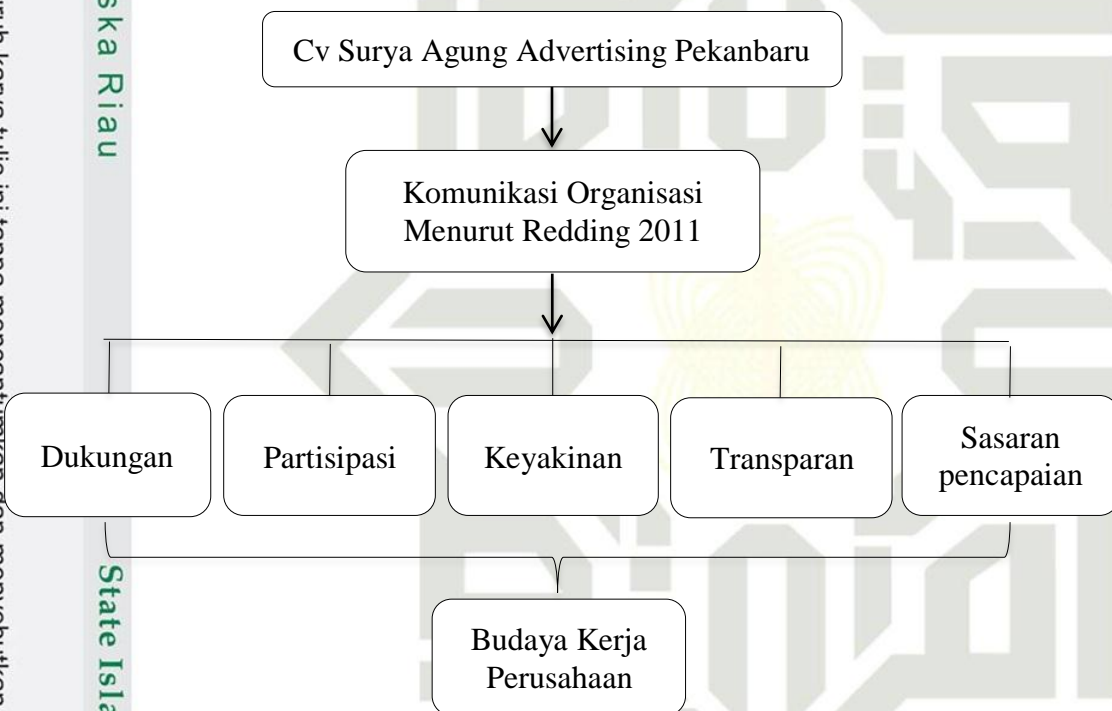 Cv Surya Agung Advertising Pekanbaru
Komunikasi Organisasi
Menurut Redding 2011
Dukungan
Partisipasi
Keyakinan
Transparan
Sasaran
pencapaian
Budaya Kerja
Perusahaan
ska Riau
State Isla